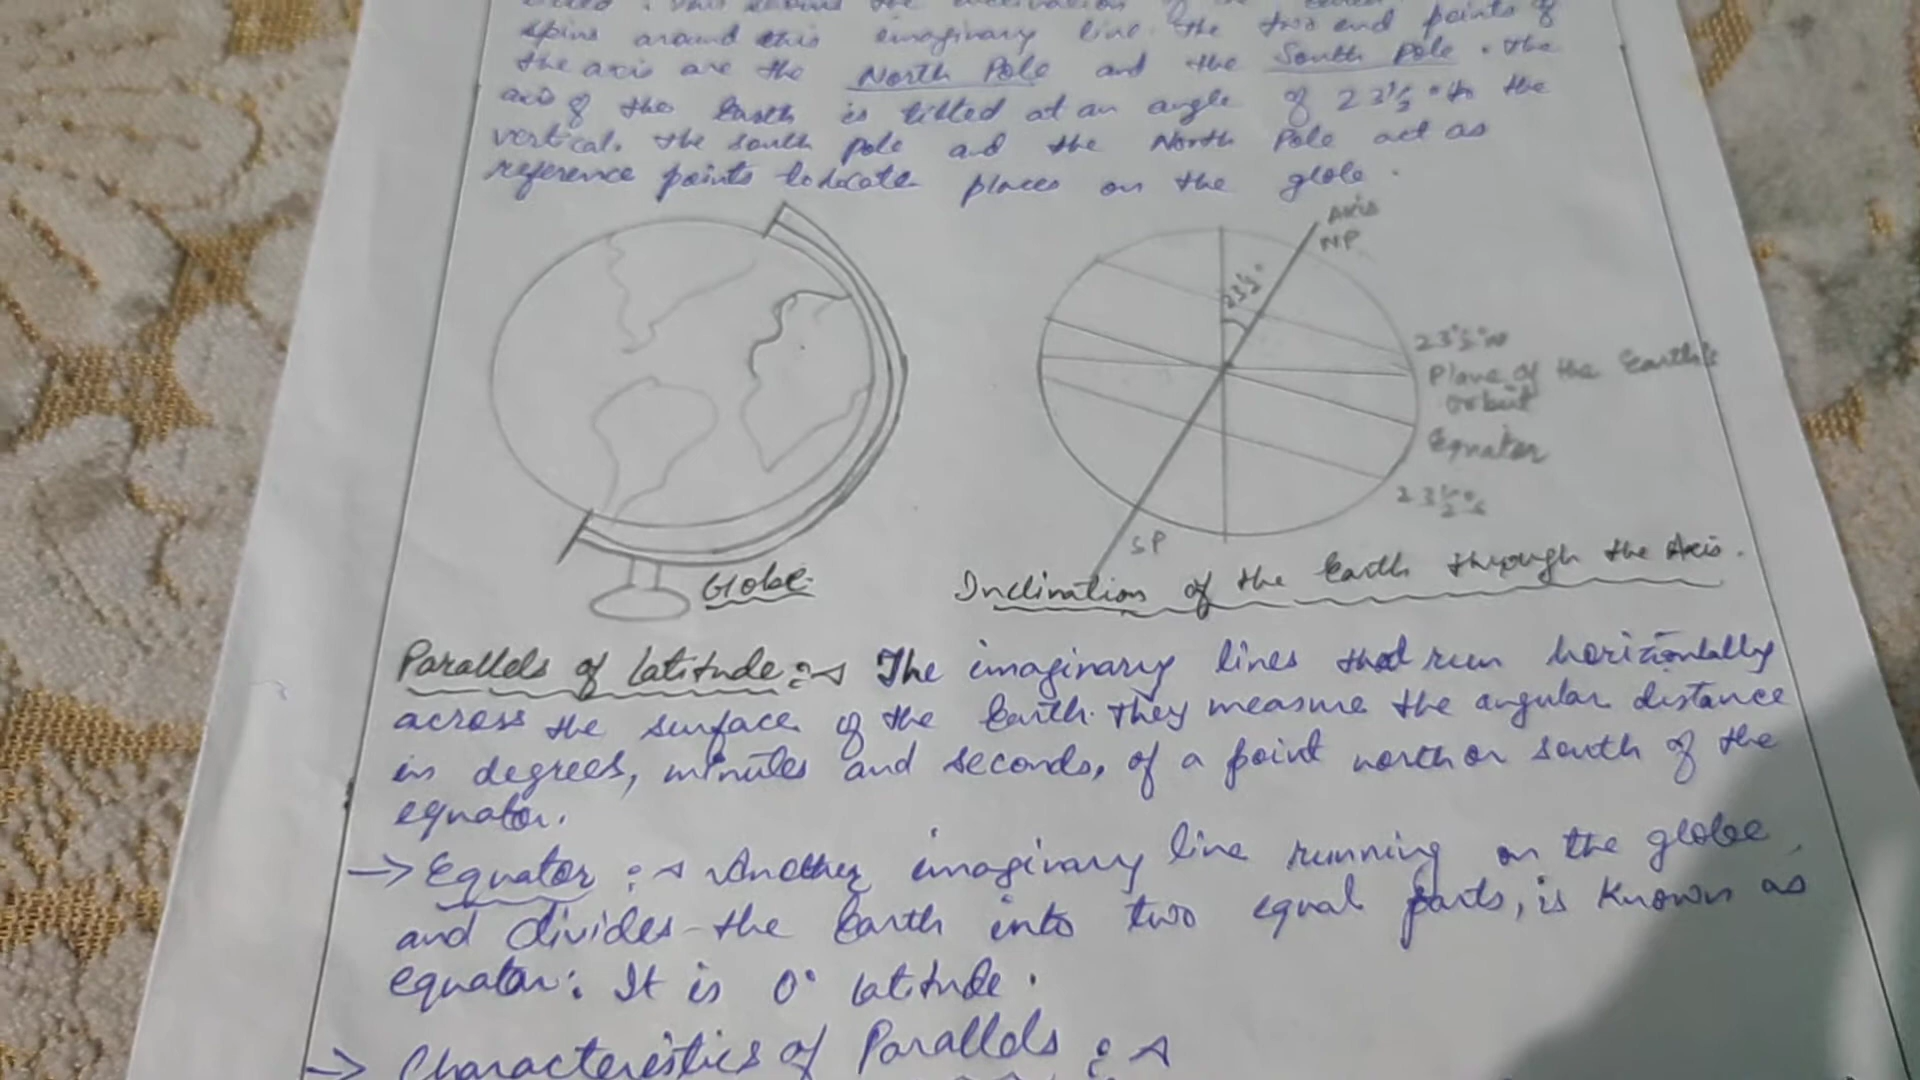 spins around this imaginary line. the two end points of
the axis are the North Pole and the South pole. the
axis of the Earth is tilted at an angle of 23½° to the
vertical. the south pole and the North Pole act as
reference points to locate places on the globe.
Axis
NP
23½°
23½°N
Plane of the Earth's
orbit
Equator
23½°S
SP
Globe
Inclination of the Earth through the Axis.
Parallels of latitude :- The imaginary lines that run horizontally
across the surface of the Earth. They measure the angular distance
in degrees, minutes and seconds, of a point north or south of the
equator.
→ Equator :- Another imaginary line running on the globe,
and divides the Earth into two equal parts, is known as
equator. It is 0° latitude.
→ Characteristics of Parallels :-